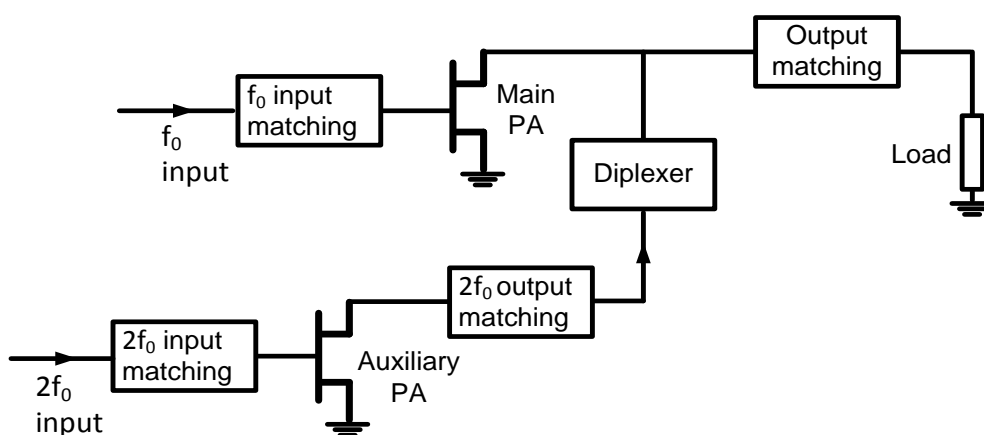 f₀ input
matching
f₀
input
Main
PA
Output
matching
Load
Diplexer
2f₀ input
matching
2f₀
input
Auxiliary
PA
2f₀ output
matching